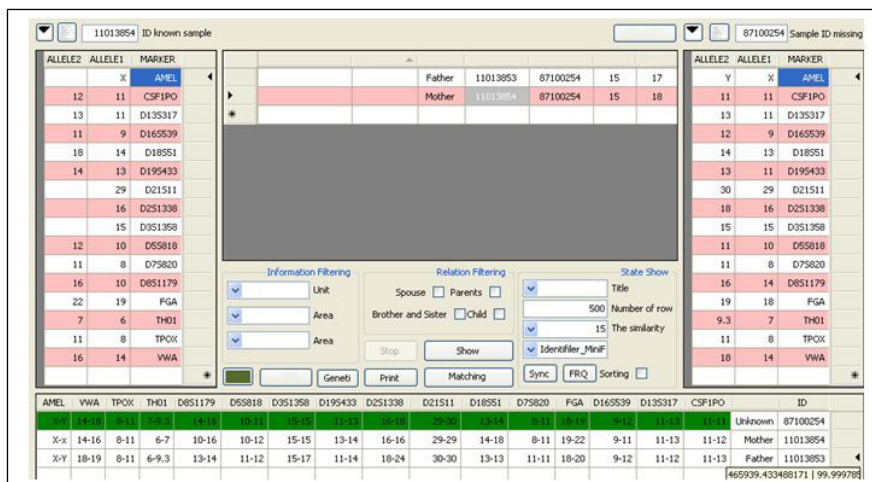 11013854 ID known sample
87100254 Sample ID missing
ALLELE2 ALLELE1 MARKER
X AMEL
12 11 CSF1PO
13 11 D13S317
11 9 D16S539
18 14 D18S51
14 13 D19S433
29 D21S11
16 D2S1338
15 D3S1358
12 10 D5S818
11 8 D7S820
16 10 D8S1179
22 19 FGA
7 6 TH01
11 8 TPOX
16 14 VWA
Father 11013853 87100254 15 17
Mother 11013854 87100254 15 18
Information Filtering
Unit
Area
Area
Relation Filtering
Spouse Parents
Brother and Sister Child
Stop Show
State Show
Title
500 Number of row
15 The similarity
Identifiler_MiniF
Geneti Print Matching Sync FRQ Sorting
ALLELE2 ALLELE1 MARKER
Y X AMEL
11 11 CSF1PO
13 11 D13S317
12 9 D16S539
14 13 D18S51
13 11 D19S433
30 29 D21S11
18 16 D2S1338
15 15 D3S1358
11 10 D5S818
11 8 D7S820
16 14 D8S1179
19 18 FGA
9.3 7 TH01
11 8 TPOX
18 14 VWA
AMEL VWA TPOX TH01 D8S1179 D5S818 D3S1358 D19S433 D2S1338 D21S11 D18S51 D7S820 FGA D16S539 D13S317 CSF1PO ID
X-Y 14-18 8-11 7-9.3 14-16 10-11 15-15 11-13 16-18 29-30 13-14 8-11 18-19 9-12 11-13 11-11 Unknown 87100254
X-x 14-16 8-11 6-7 10-16 10-12 15-15 13-14 16-16 29-29 14-18 8-11 19-22 9-11 11-13 11-12 Mother 11013854
X-Y 18-19 8-11 6-9.3 13-14 11-12 15-17 11-14 18-24 30-30 13-13 11-11 18-20 9-12 11-12 11-13 Father 11013853
465939.433488171 | 99.999785